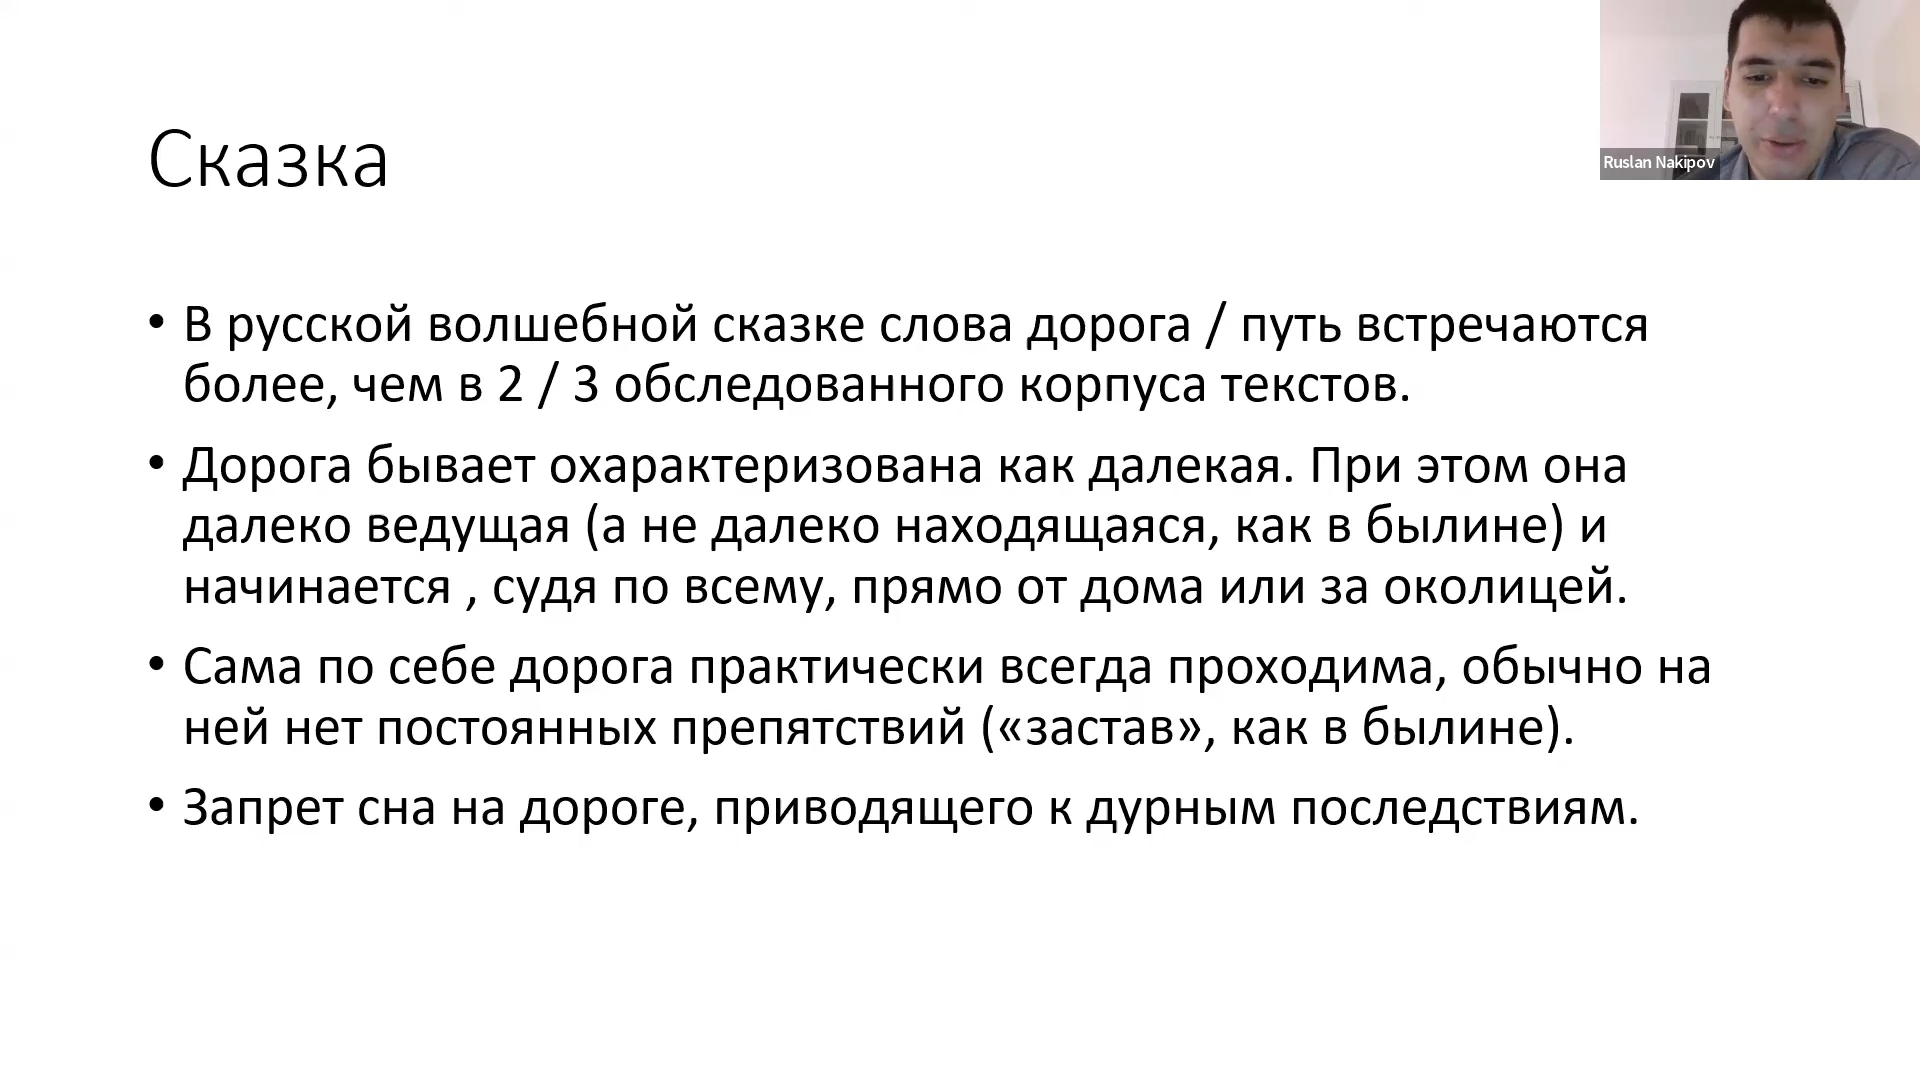 Сказка
Ruslan Nakipov
• В русской волшебной сказке слова дорога / путь встречаются
более, чем в 2 / 3 обследованного корпуса текстов.
• Дорога бывает охарактеризована как далекая. При этом она
далеко ведущая (а не далеко находящаяся, как в былине) и
начинается , судя по всему, прямо от дома или за околицей.
• Сама по себе дорога практически всегда проходима, обычно на
ней нет постоянных препятствий («застав», как в былине).
• Запрет сна на дороге, приводящего к дурным последствиям.